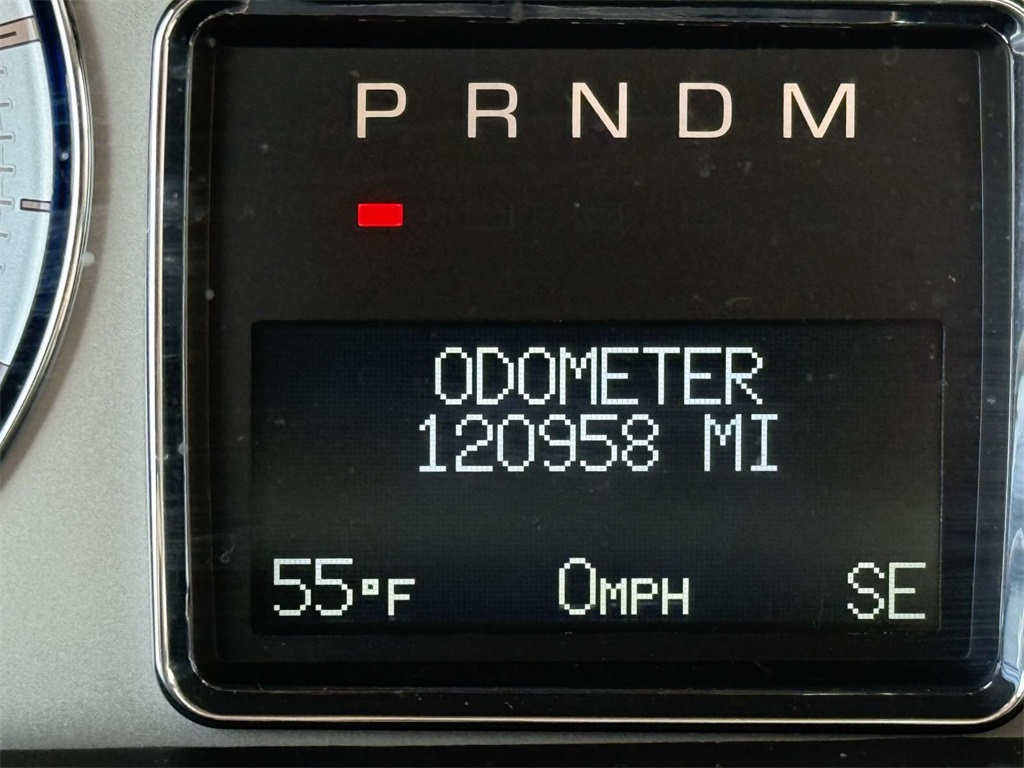 P R N D M
ODOMETER
120958 MI
55°F 0MPH SE